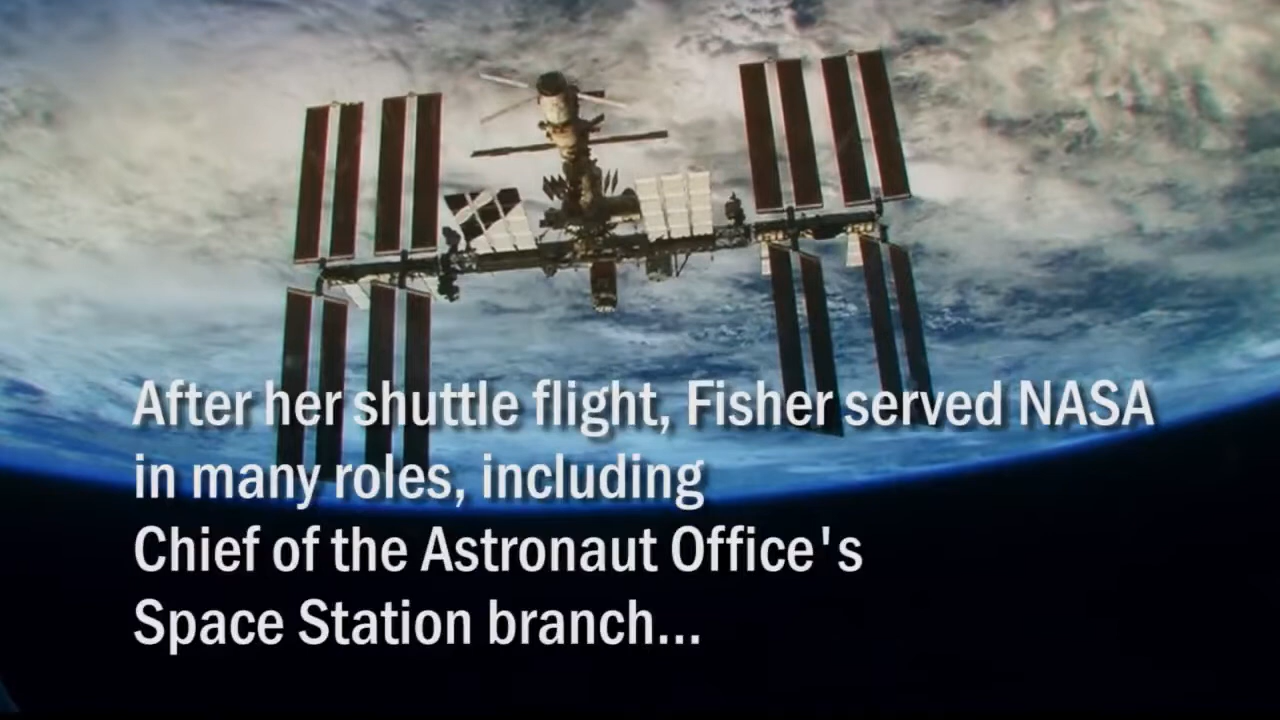 After her shuttle flight, Fisher served NASA
in many roles, including
Chief of the Astronaut Office's
Space Station branch...